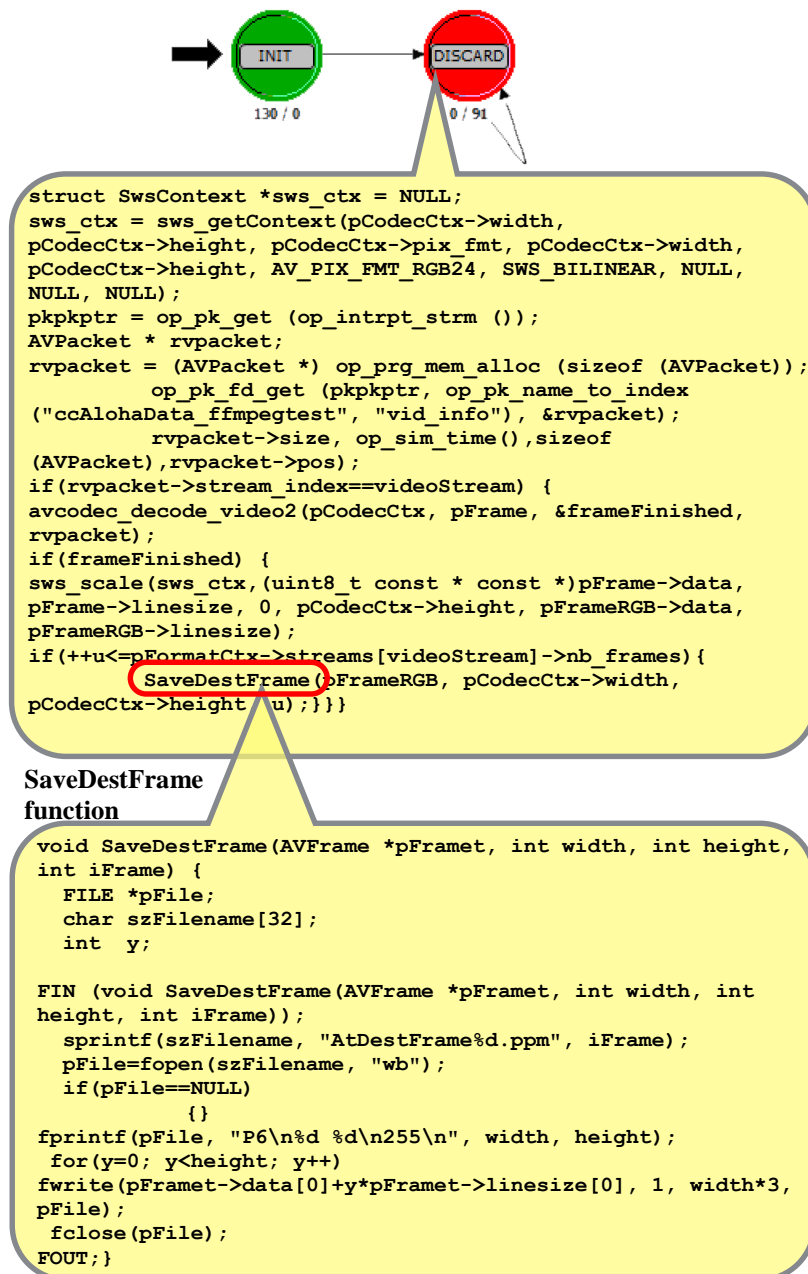 INIT
DISCARD
130 / 0
0 / 91
struct SwsContext *sws_ctx = NULL;
sws_ctx = sws_getContext(pCodecCtx->width,
pCodecCtx->height, pCodecCtx->pix_fmt, pCodecCtx->width,
pCodecCtx->height, AV_PIX_FMT_RGB24, SWS_BILINEAR, NULL,
NULL, NULL);
pkpkptr = op_pk_get (op_intrpt_strm ());
AVPacket * rvpacket;
rvpacket = (AVPacket *) op_prg_mem_alloc (sizeof (AVPacket));
op_pk_fd_get (pkpkptr, op_pk_name_to_index
("ccAlohaData_ffmpegtest", "vid_info"), &rvpacket);
rvpacket->size, op_sim_time(),sizeof
(AVPacket),rvpacket->pos);
if(rvpacket->stream_index==videoStream) {
avcodec_decode_video2(pCodecCtx, pFrame, &frameFinished,
rvpacket);
if(frameFinished) {
sws_scale(sws_ctx,(uint8_t const * const *)pFrame->data,
pFrame->linesize, 0, pCodecCtx->height, pFrameRGB->data,
pFrameRGB->linesize);
if(++u<=pFormatCtx->streams[videoStream]->nb_frames){
SaveDestFrame(pFrameRGB, pCodecCtx->width,
pCodecCtx->height u);}}}
SaveDestFrame
function
void SaveDestFrame(AVFrame *pFramet, int width, int height,
int iFrame) {
FILE *pFile;
char szFilename[32];
int y;
FIN (void SaveDestFrame(AVFrame *pFramet, int width, int
height, int iFrame));
sprintf(szFilename, "AtDestFrame%d.ppm", iFrame);
pFile=fopen(szFilename, "wb");
if(pFile==NULL)
{}
fprintf(pFile, "P6\n%d %d\n255\n", width, height);
for(y=0; y<height; y++)
fwrite(pFramet->data[0]+y*pFramet->linesize[0], 1, width*3,
pFile);
fclose(pFile);
FOUT;}